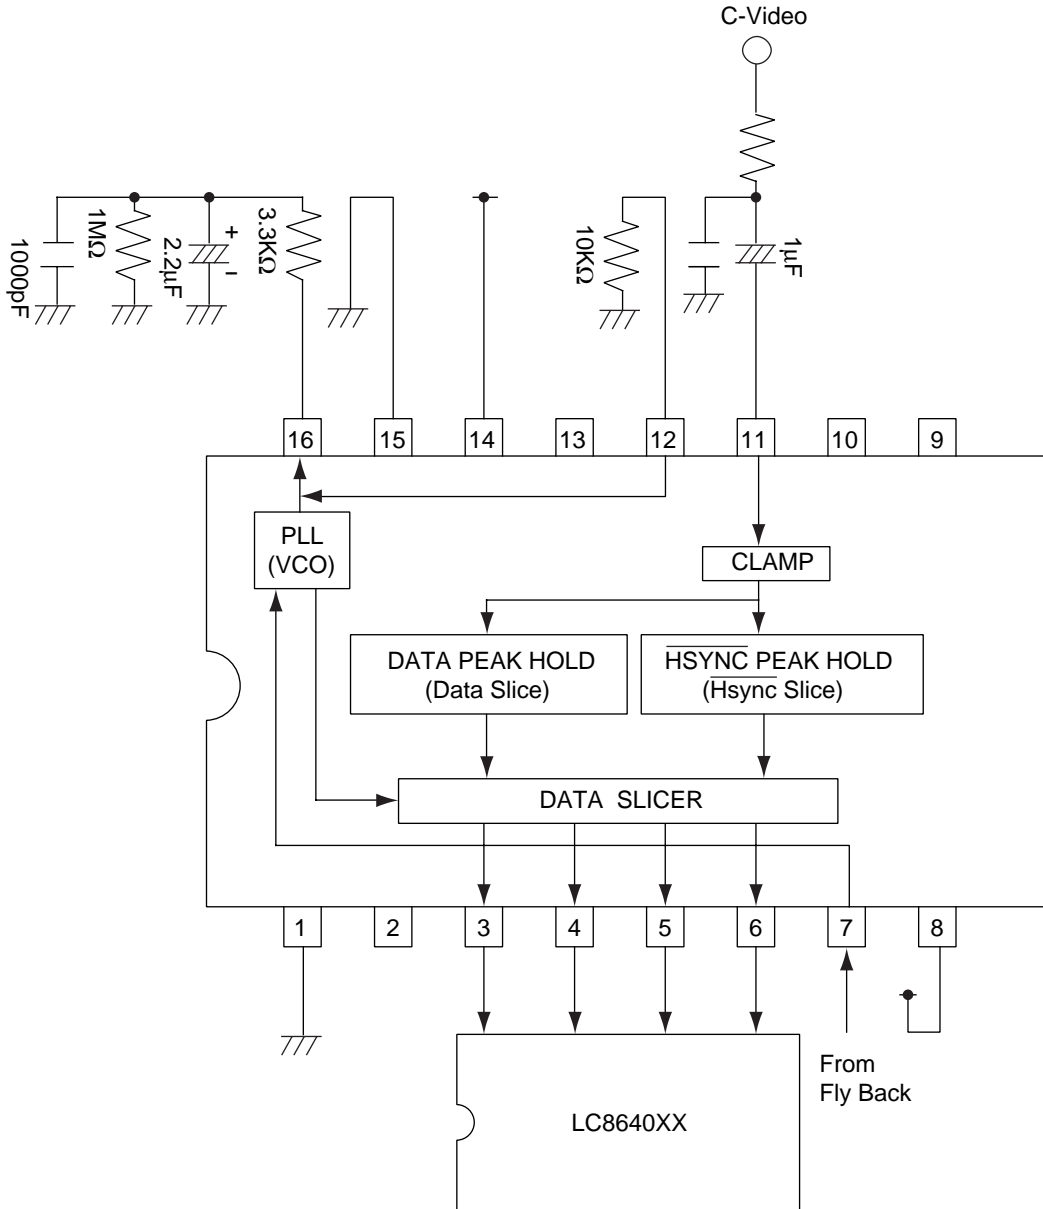 C-Video
1000pF
1MΩ
2.2μF
+
−
3.3KΩ
10KΩ
1μF
16
15
14
13
12
11
10
9
PLL
(VCO)
CLAMP
DATA PEAK HOLD
(Data Slice)
H̅S̅Y̅N̅C̅ PEAK HOLD
(H̅s̅y̅n̅c̅ Slice)
DATA SLICER
1
2
3
4
5
6
7
8
From
Fly Back
LC8640XX